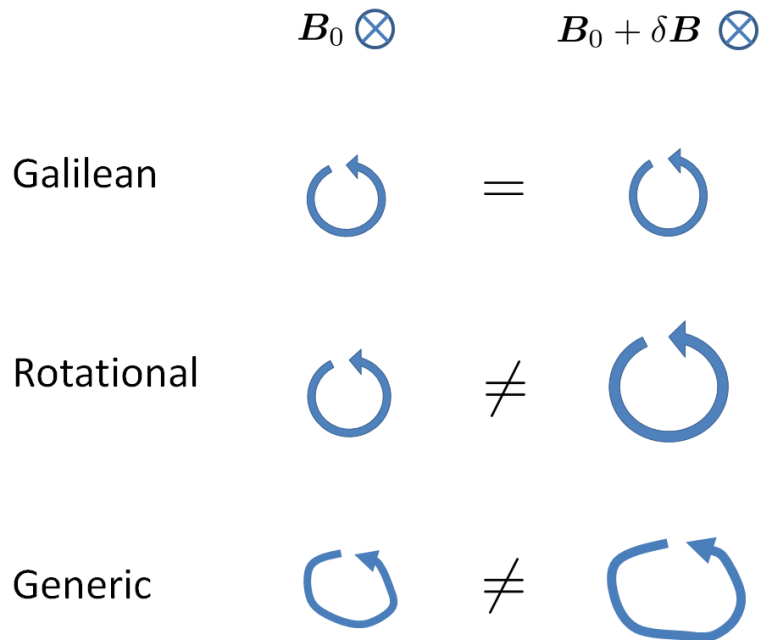 B₀ ⊗ B₀ + δB ⊗
Galilean =
Rotational ≠
Generic ≠